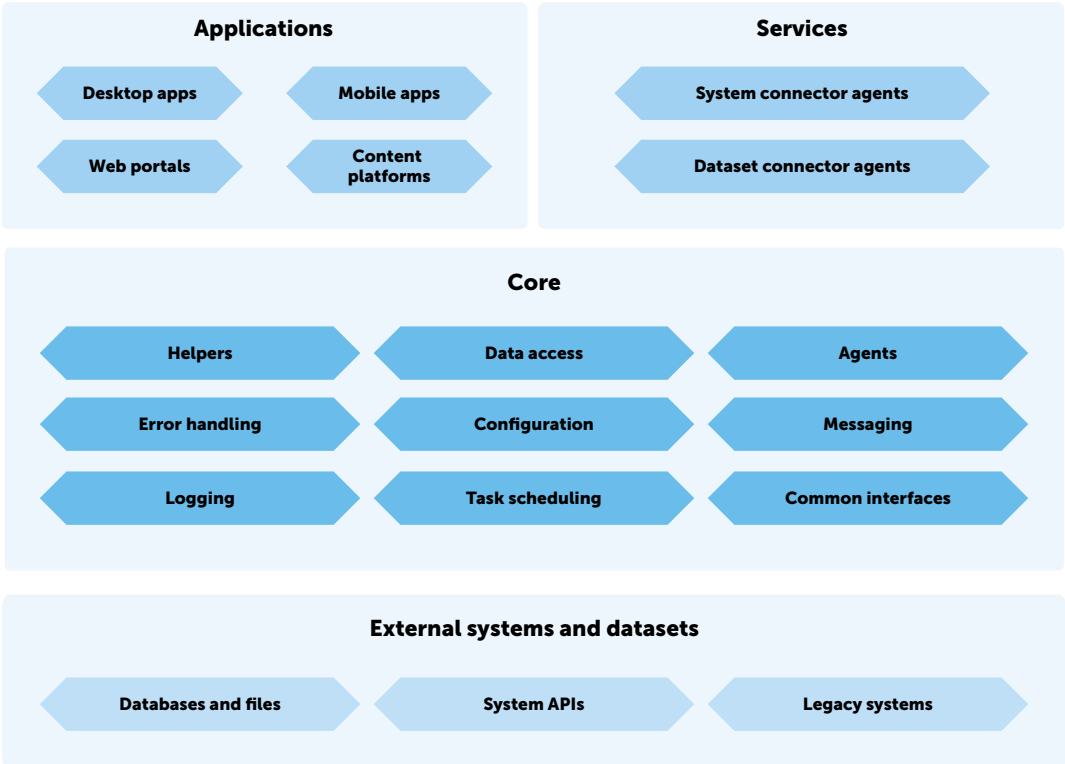 Applications
Desktop apps
Mobile apps
Web portals
Content
platforms
Services
System connector agents
Dataset connector agents
Core
Helpers
Data access
Agents
Error handling
Configuration
Messaging
Logging
Task scheduling
Common interfaces
External systems and datasets
Databases and files
System APIs
Legacy systems